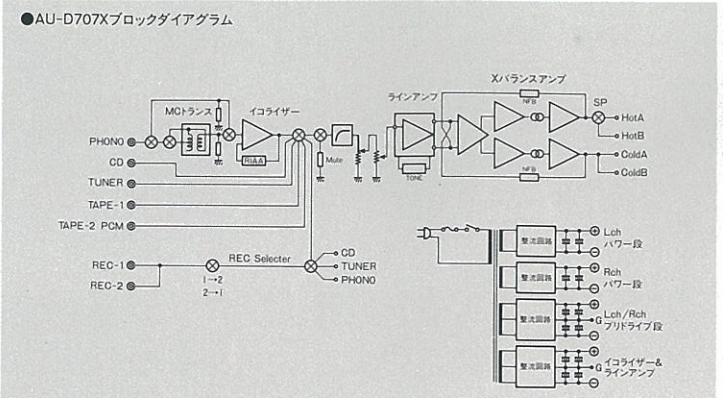 ●AU-D707Xブロックダイアグラム
Xバランスアンプ
ラインアンプ
NFB
SP
MCトランス
イコライザー
HotA
HotB
PHONO
RIAA
Mute
TONE
ColdA
ColdB
NFB
CD
TUNER
TAPE-1
TAPE-2 PCM
REC-1
REC-2
REC Selecter
1→2
2→1
CD
TUNER
PHONO
整流回路
⊕ Lch
パワー段
⊖
整流回路
⊕ Rch
パワー段
⊖
整流回路
⊕
G Lch/Rch
プリドライブ段
⊖
整流回路
⊕
G イコライザー&
ラインアンプ
⊖